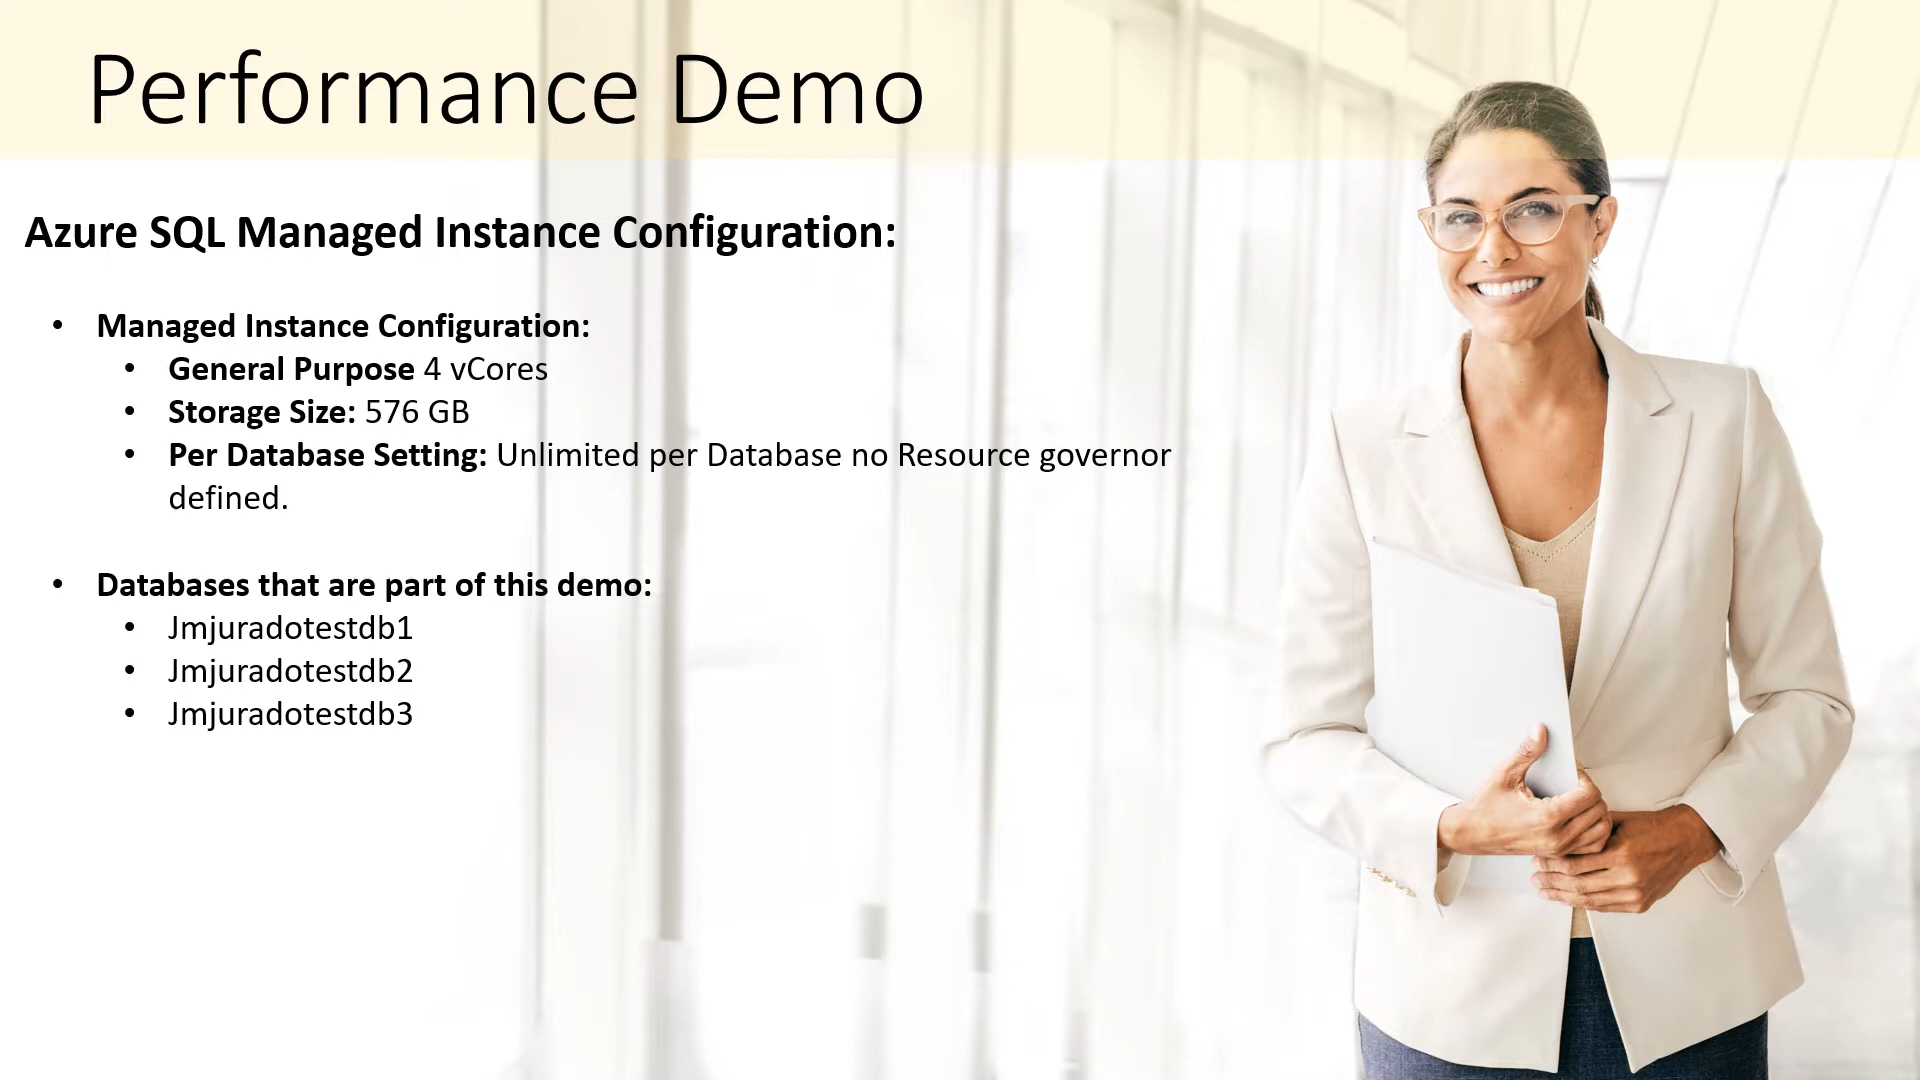 Performance Demo
Azure SQL Managed Instance Configuration:
• Managed Instance Configuration:
• General Purpose 4 vCores
• Storage Size: 576 GB
• Per Database Setting: Unlimited per Database no Resource governor
defined.
• Databases that are part of this demo:
• Jmjuradotestdb1
• Jmjuradotestdb2
• Jmjuradotestdb3